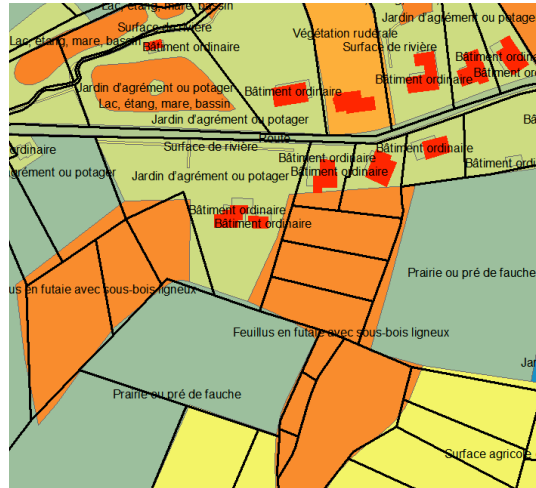 Lac, étang, mare, bassin
Jardin d'agrément ou potager
Surface de rivière
Végétation rudérale
Lac, étang, mare, bassin
Bâtiment ordinaire
Surface de rivière
Bâtiment ordinaire
Bâtiment ordinaire
Bâtiment or
Jardin d'agrément ou potager
Bâtiment ordinaire
Lac, étang, mare, bassin
Jardin d'agrément ou potager
Bâ
Route
ordinaire
Surface de rivière
Bâtiment ordinaire
Bâtiment ordinaire
Bâtiment ordin
agrément ou potager
Jardin d'agrément ou potager
Bâtiment ordinaire
Bâtiment ordinaire
Bâtiment ordinaire
Prairie ou pré de fauche
us en futaie avec sous-bois ligneux
Feuillus en futaie avec sous-bois ligneux
Jar
Prairie ou pré de fauche
Surface agricole